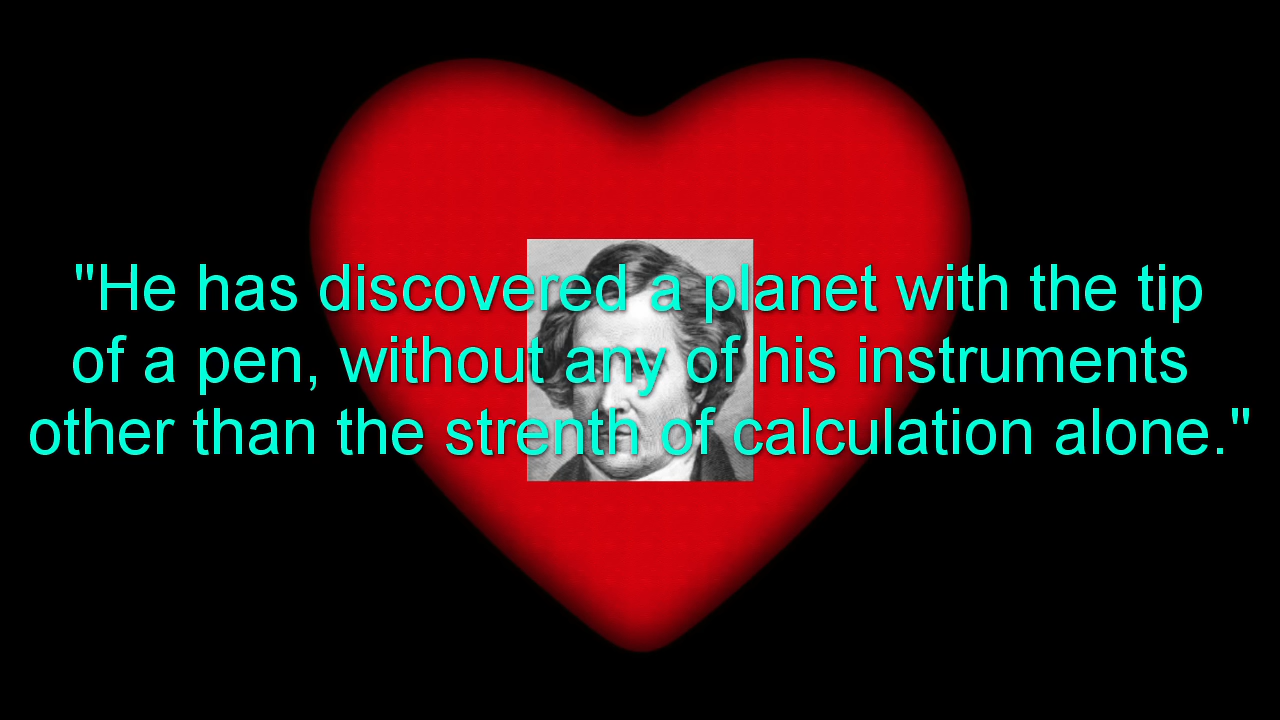 "He has discovered a planet with the tip
of a pen, without any of his instruments
other than the strenth of calculation alone."